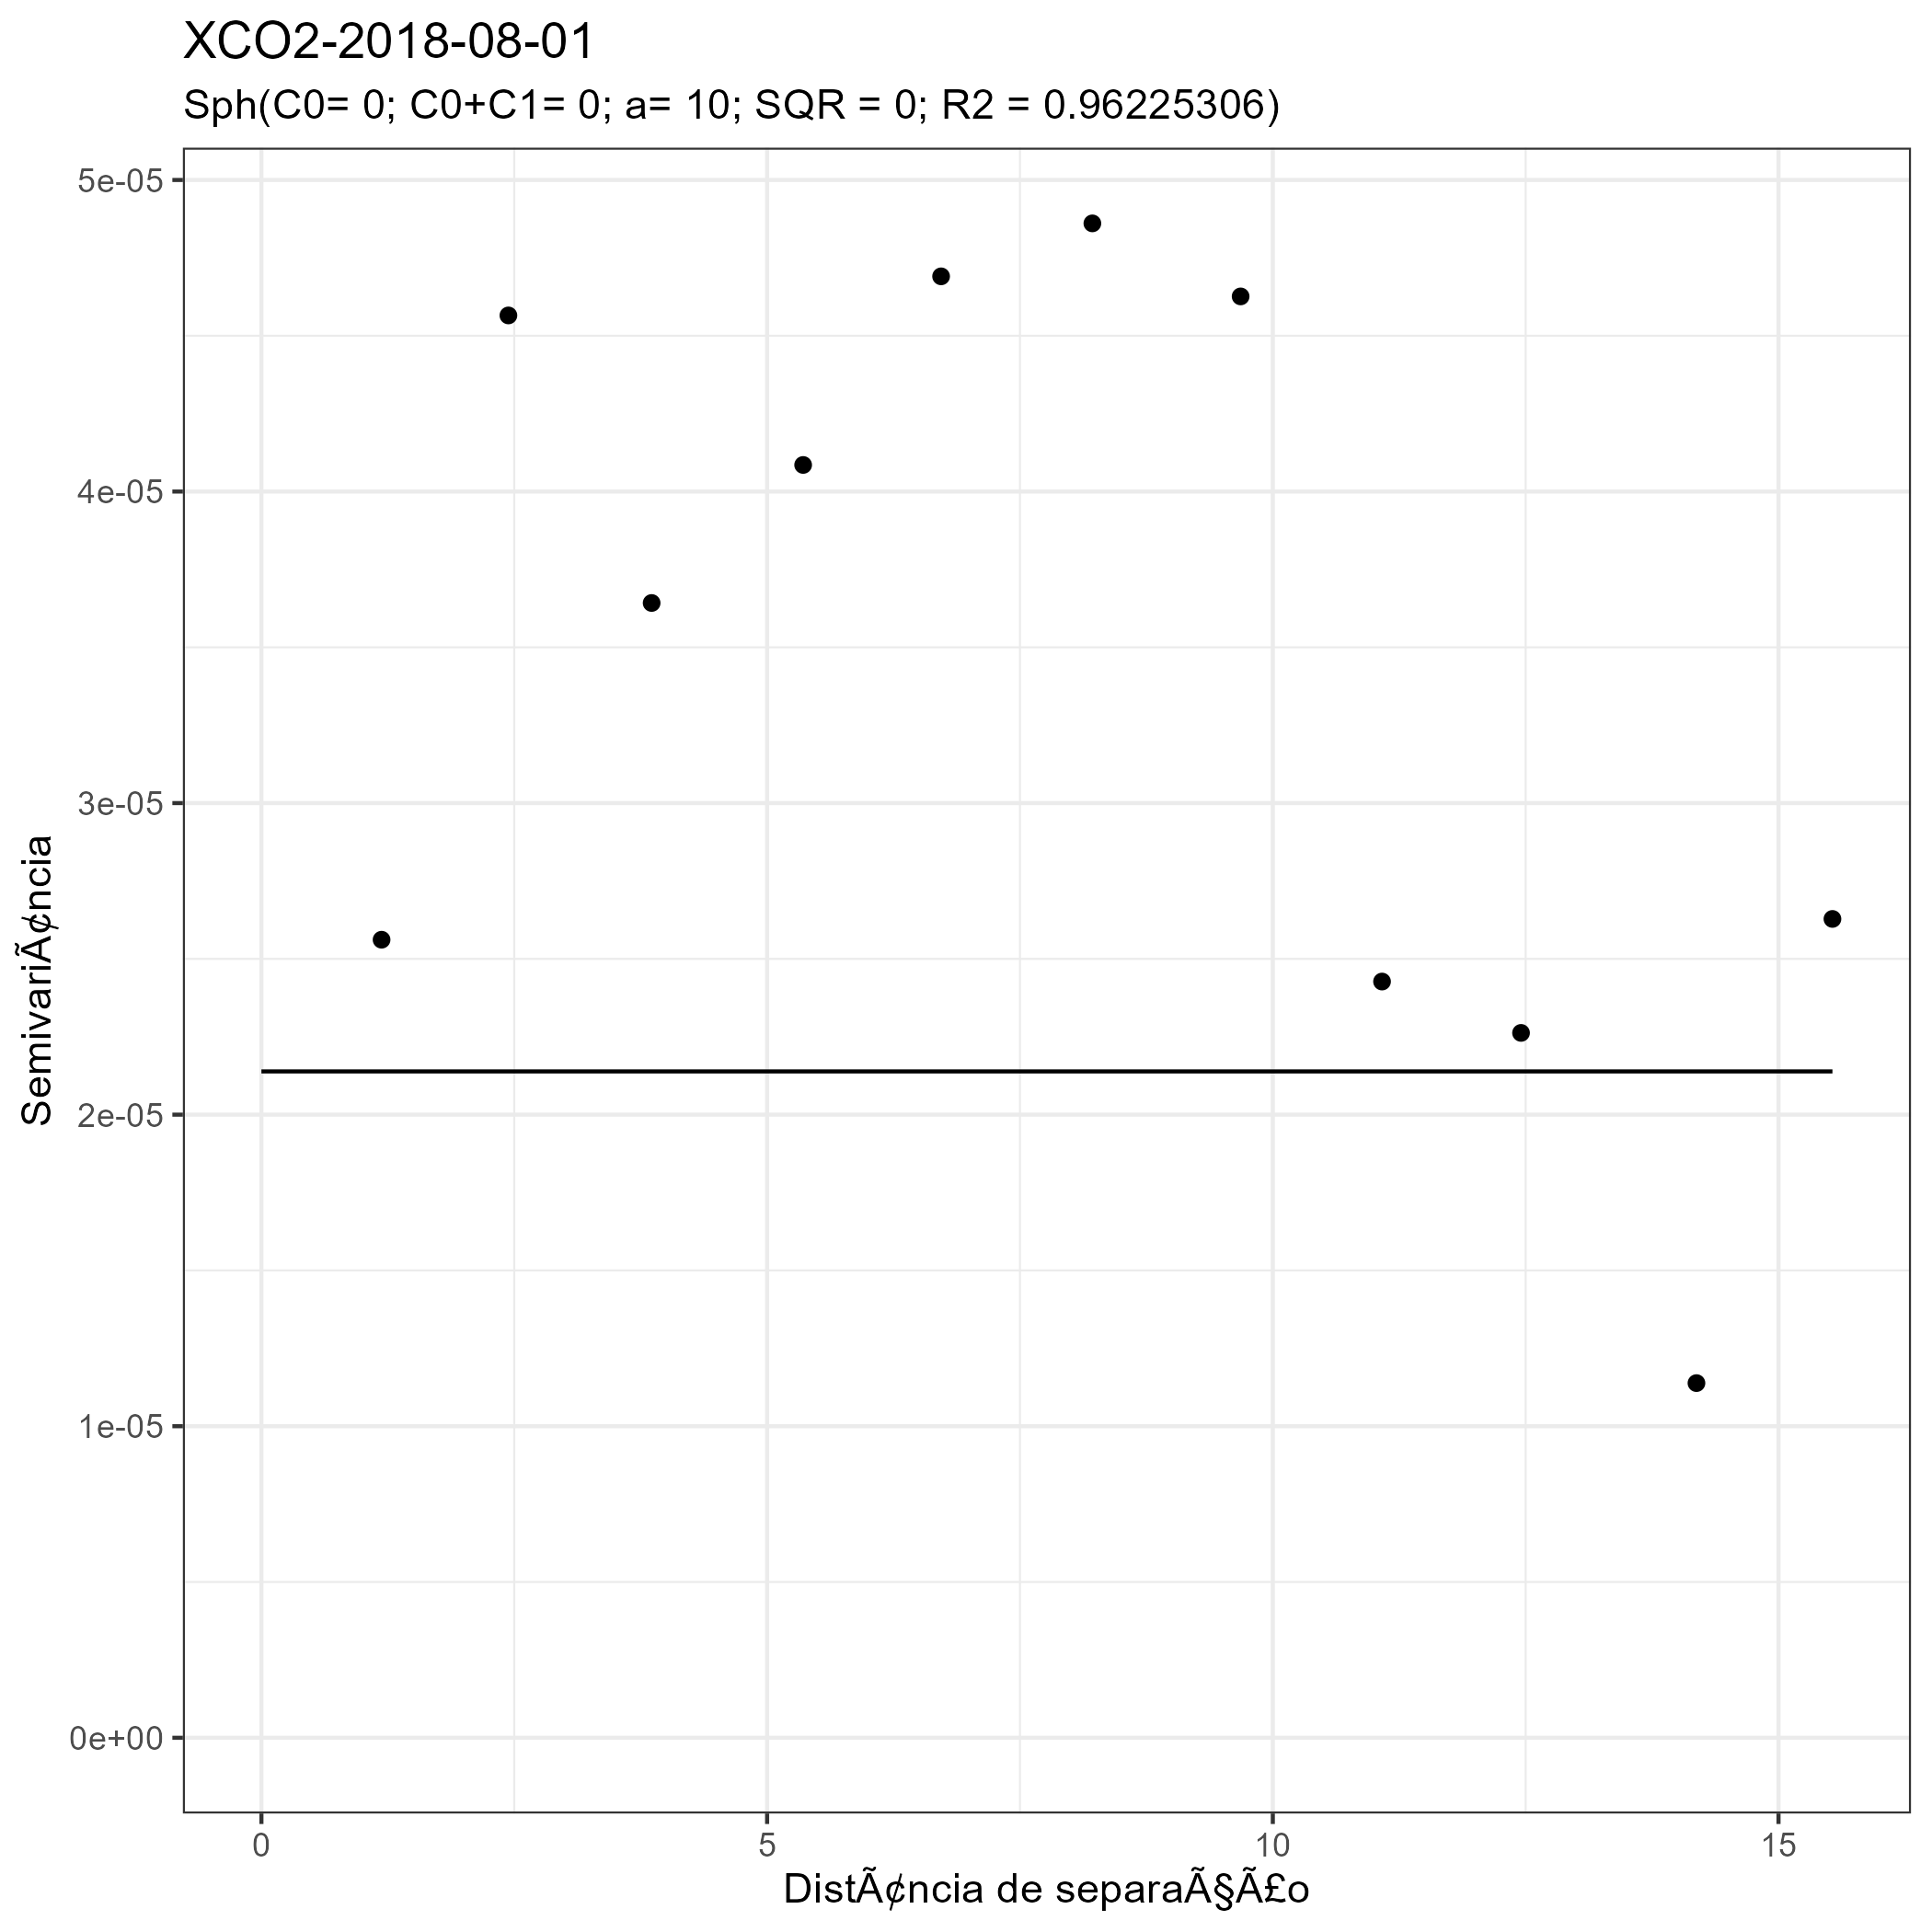 XCO2-2018-08-01
Sph(C0= 0; C0+C1= 0; a= 10; SQR = 0; R2 = 0.96225306)
SemivariÃ¢ncia
5e-05
4e-05
3e-05
2e-05
1e-05
0e+00
0 5 10 15
DistÃ¢ncia de separaÃ§Ã£o